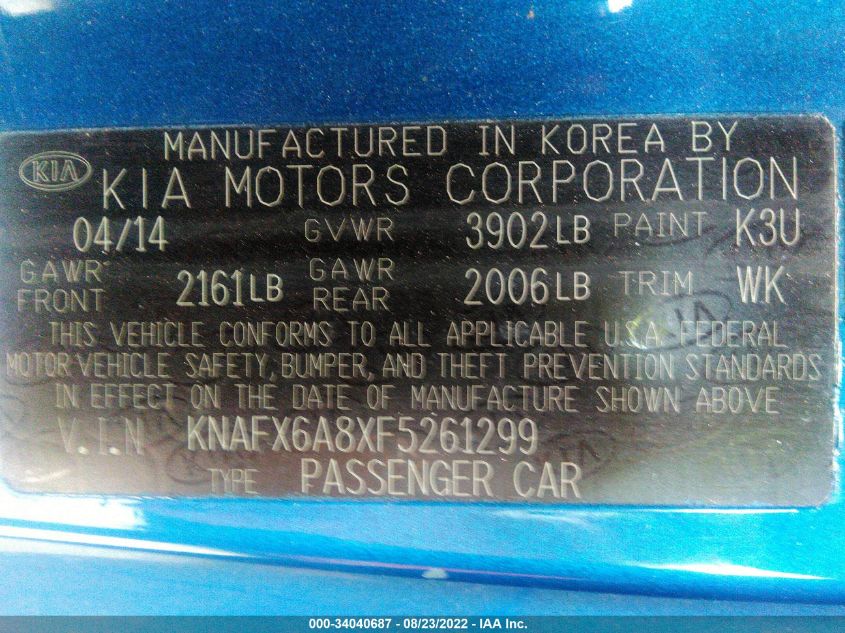 MANUFACTURED IN KOREA BY
KIA KIA MOTORS CORPORATION
04/14 GVWR 3902LB PAINT K3U
GAWR FRONT 2161LB GAWR REAR 2006LB TRIM WK
THIS VEHICLE CONFORMS TO ALL APPLICABLE U.S.A. FEDERAL
MOTOR VEHICLE SAFETY, BUMPER, AND THEFT PREVENTION STANDARDS
IN EFFECT ON THE DATE OF MANUFACTURE SHOWN ABOVE
V.I.N KNAFX6A8XF5261299
TYPE PASSENGER CAR
KIA
000-34040687 - 08/23/2022 - IAA Inc.